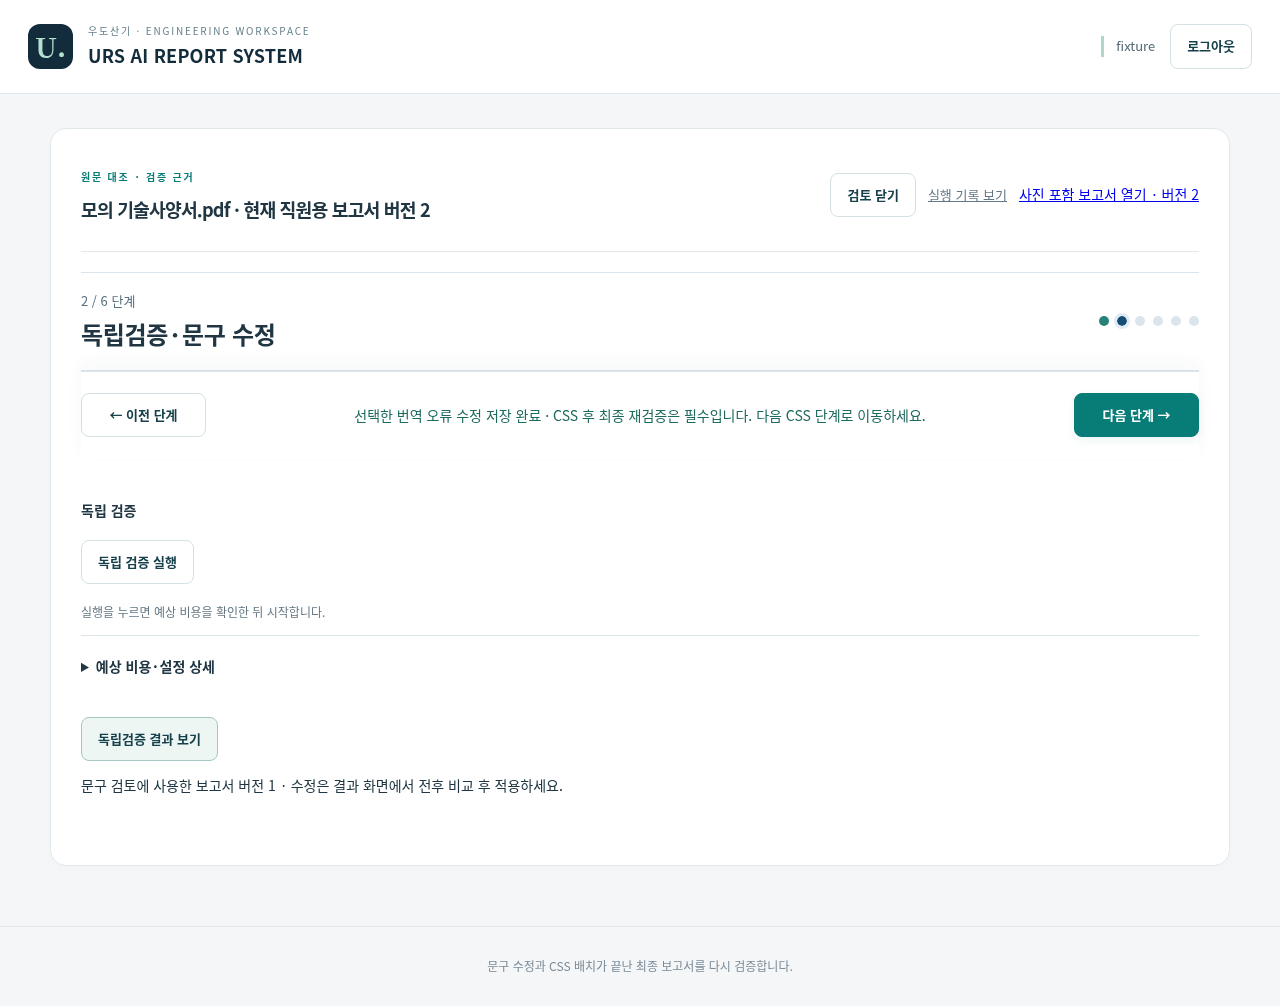 U.
우도산기 · ENGINEERING WORKSPACE
URS AI REPORT SYSTEM
fixture
로그아웃
원문 대조 · 검증 근거
모의 기술사양서.pdf · 현재 직원용 보고서 버전 2
검토 닫기
실행 기록 보기
사진 포함 보고서 열기 · 버전 2
2 / 6 단계
독립검증·문구 수정
← 이전 단계
선택한 번역 오류 수정 저장 완료 · CSS 후 최종 재검증은 필수입니다. 다음 CSS 단계로 이동하세요.
다음 단계 →
독립 검증
독립 검증 실행
실행을 누르면 예상 비용을 확인한 뒤 시작합니다.
▶ 예상 비용·설정 상세
독립검증 결과 보기
문구 검토에 사용한 보고서 버전 1 · 수정은 결과 화면에서 전후 비교 후 적용하세요.
문구 수정과 CSS 배치가 끝난 최종 보고서를 다시 검증합니다.